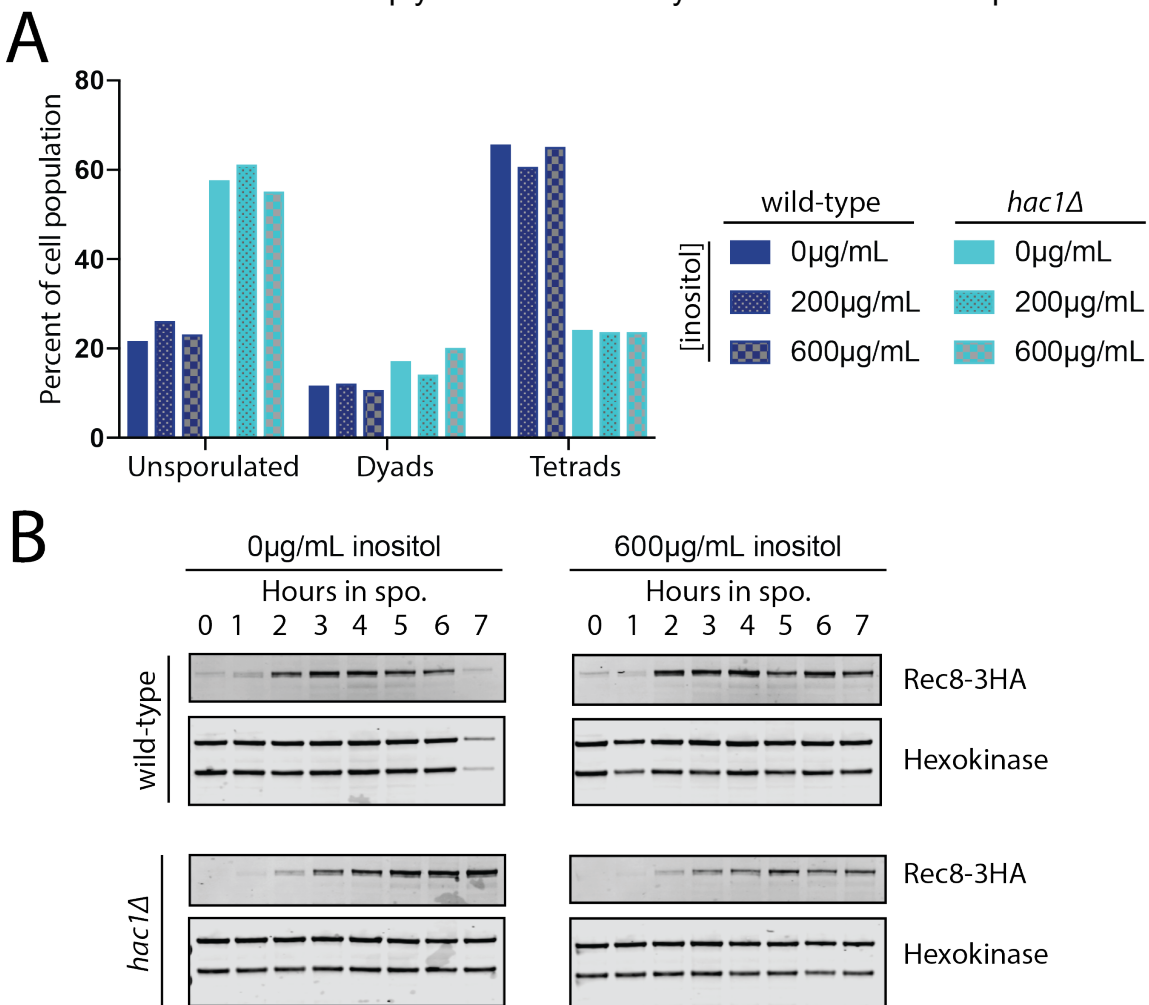 A
80
60
40
20
0
Percent of cell population
Unsporulated Dyads Tetrads
wild-type hac1Δ
[inositol]
0µg/mL 0µg/mL
200µg/mL 200µg/mL
600µg/mL 600µg/mL
B
0µg/mL inositol 600µg/mL inositol
Hours in spo. Hours in spo.
0 1 2 3 4 5 6 7 0 1 2 3 4 5 6 7
wild-type
Rec8-3HA
Hexokinase
hac1Δ
Rec8-3HA
Hexokinase